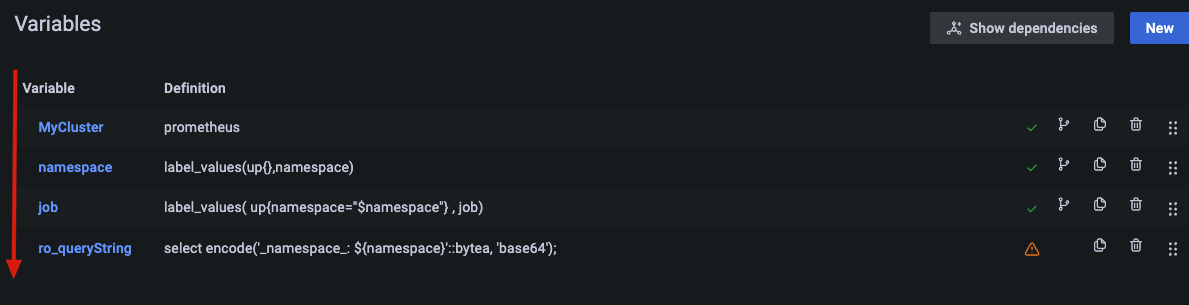 Variables
Show dependencies
New
Variable Definition
MyCluster prometheus
namespace label_values(up{},namespace)
job label_values( up{namespace="$namespace"} , job)
ro_queryString select encode('_namespace_: ${namespace}'::bytea, 'base64');